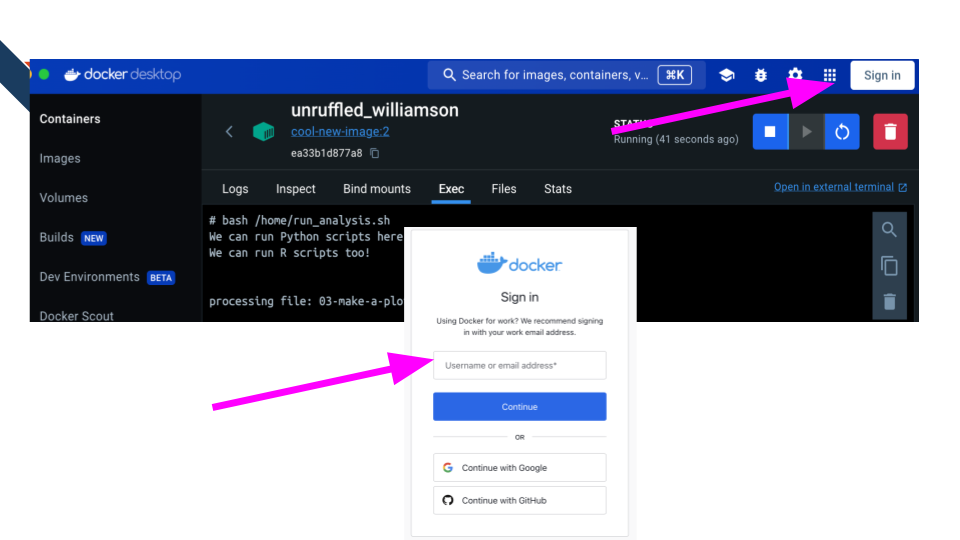 docker desktop
Search for images, containers, v... ⌘K
Sign in
Containers
Images
Volumes
Builds NEW
Dev Environments BETA
Docker Scout
unruffled_williamson
cool-new-image:2
ea33b1d877a8
STATUS
Running (41 seconds ago)
Logs Inspect Bind mounts Exec Files Stats
Open in external terminal
# bash /home/run_analysis.sh
We can run Python scripts here
We can run R scripts too!
processing file: 03-make-a-plo
docker
Sign in
Using Docker for work? We recommend signing
in with your work email address.
Username or email address*
Continue
OR
Continue with Google
Continue with GitHub